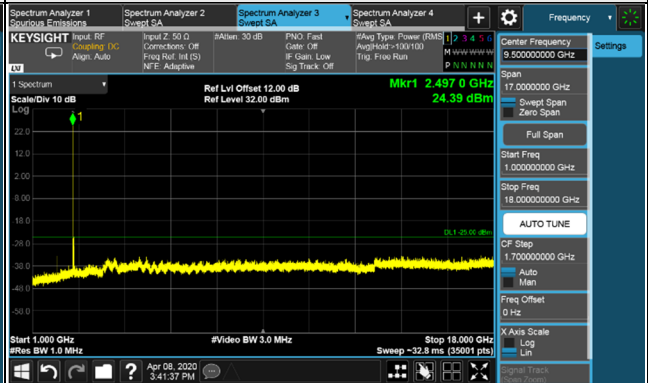 Spectrum Analyzer 1
Spurious Emissions
Spectrum Analyzer 2
Swept SA
Spectrum Analyzer 3
Swept SA
Spectrum Analyzer 4
Swept SA
Frequency
KEYSIGHT
Input: RF
Coupling: DC
Align: Auto
Input Z: 50 Ω
Corrections: Off
Freq Ref: Int (S)
NFE: Adaptive
#Atten: 30 dB
PNO: Fast
Gate: Off
IF Gain: Low
Sig Track: Off
#Avg Type: Power (RMS
Avg|Hold:>100/100
Trig: Free Run
1 2 3 4 5 6
M W W W W W
P N N N N N
LXI
1 Spectrum
Scale/Div 10 dB
Log
Ref Lvl Offset 12.00 dB
Ref Level 32.00 dBm
Mkr1 2.497 0 GHz
24.39 dBm
1
22.0
12.0
2.00
-8.00
-18.0
-28.0
-38.0
-48.0
-58.0
DL1 -25.00 dBm
Start 1.000 GHz
#Res BW 1.0 MHz
#Video BW 3.0 MHz
Stop 18.000 GHz
Sweep ~32.8 ms (35001 pts)
Apr 08, 2020
3:41:37 PM
Center Frequency
9.500000000 GHz
Settings
Span
17.0000000 GHz
Swept Span
Zero Span
Full Span
Start Freq
1.000000000 GHz
Stop Freq
18.000000000 GHz
AUTO TUNE
CF Step
1.700000000 GHz
Auto
Man
Freq Offset
0 Hz
X Axis Scale
Log
Lin
Signal Track
(Span Zoom)